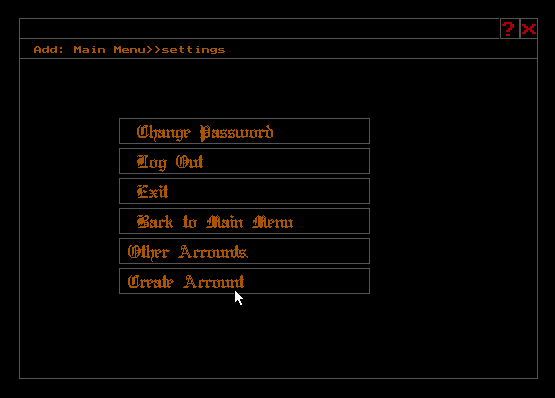 ? X
Add: Main Menu>>settings
Change Password
Log Out
Exit
Back to Main Menu
Other Accounts
Create Account